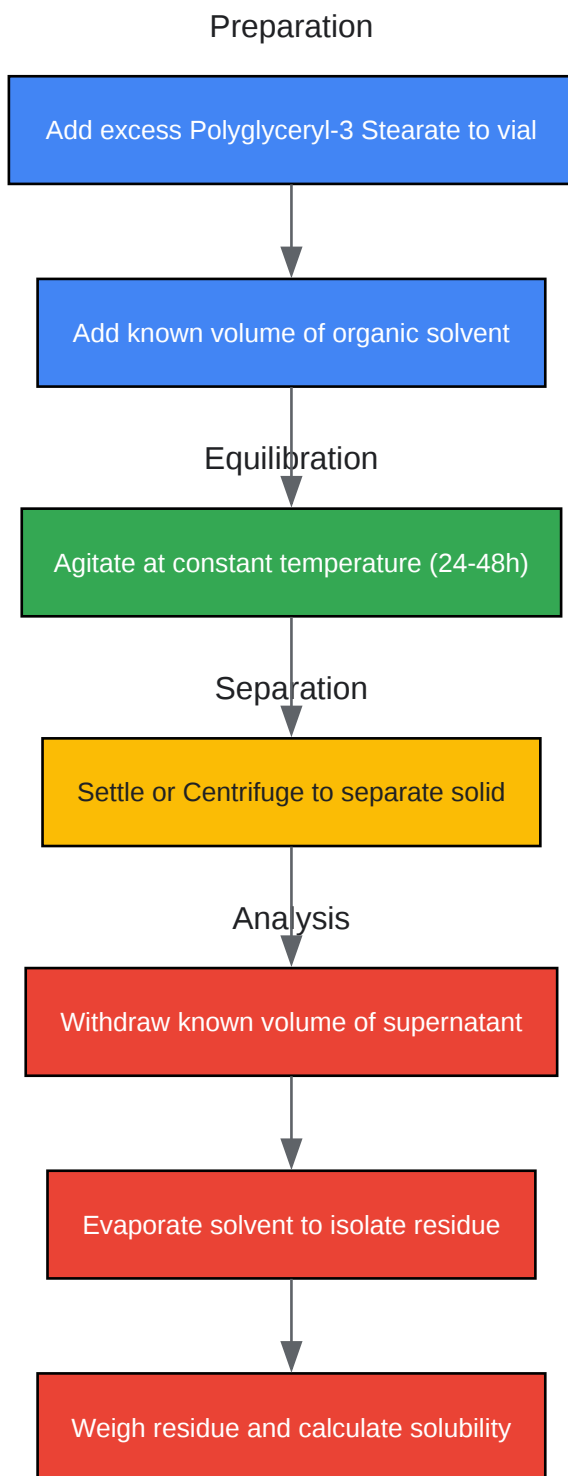 Preparation
Add excess Polyglyceryl-3 Stearate to vial
Add known volume of organic solvent
Equilibration
Agitate at constant temperature (24-48h)
Separation
Settle or Centrifuge to separate solid
Analysis
Withdraw known volume of supernatant
Evaporate solvent to isolate residue
Weigh residue and calculate solubility